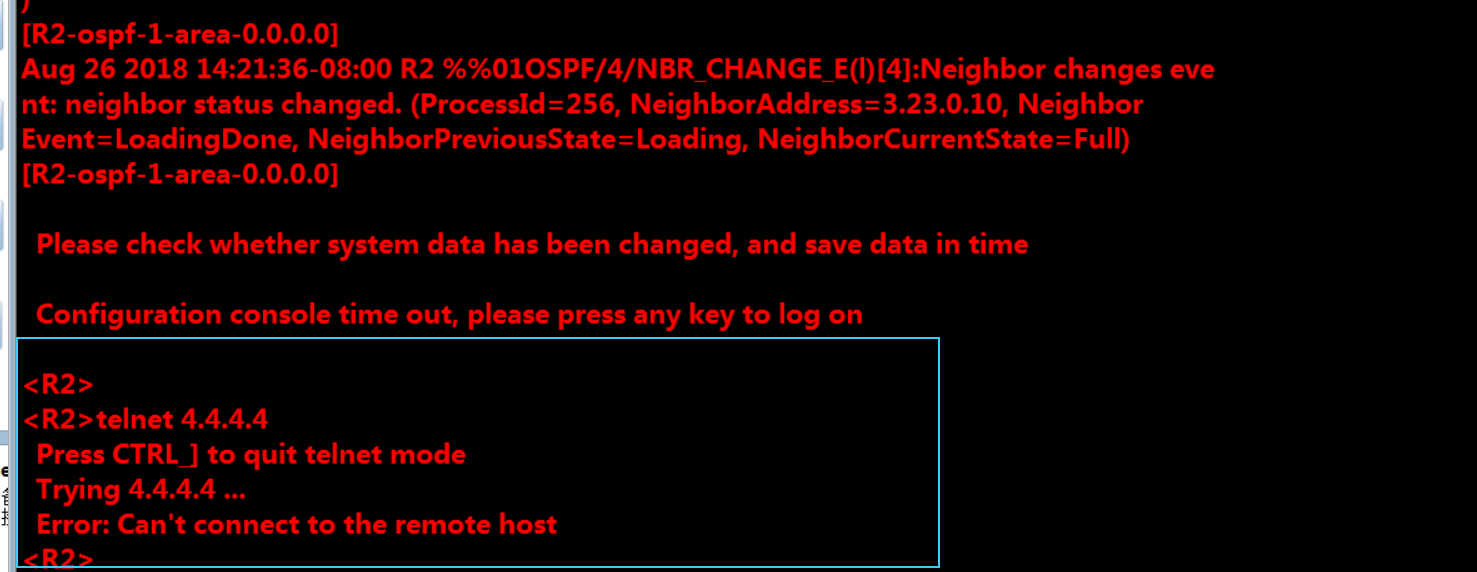 )
[R2-ospf-1-area-0.0.0.0]
Aug 26 2018 14:21:36-08:00 R2 %%01OSPF/4/NBR_CHANGE_E(l)[4]:Neighbor changes eve
nt: neighbor status changed. (ProcessId=256, NeighborAddress=3.23.0.10, Neighbor
Event=LoadingDone, NeighborPreviousState=Loading, NeighborCurrentState=Full)
[R2-ospf-1-area-0.0.0.0]
Please check whether system data has been changed, and save data in time
Configuration console time out, please press any key to log on
<R2>
<R2>telnet 4.4.4.4
Press CTRL_] to quit telnet mode
Trying 4.4.4.4 ...
Error: Can't connect to the remote host
<R2>